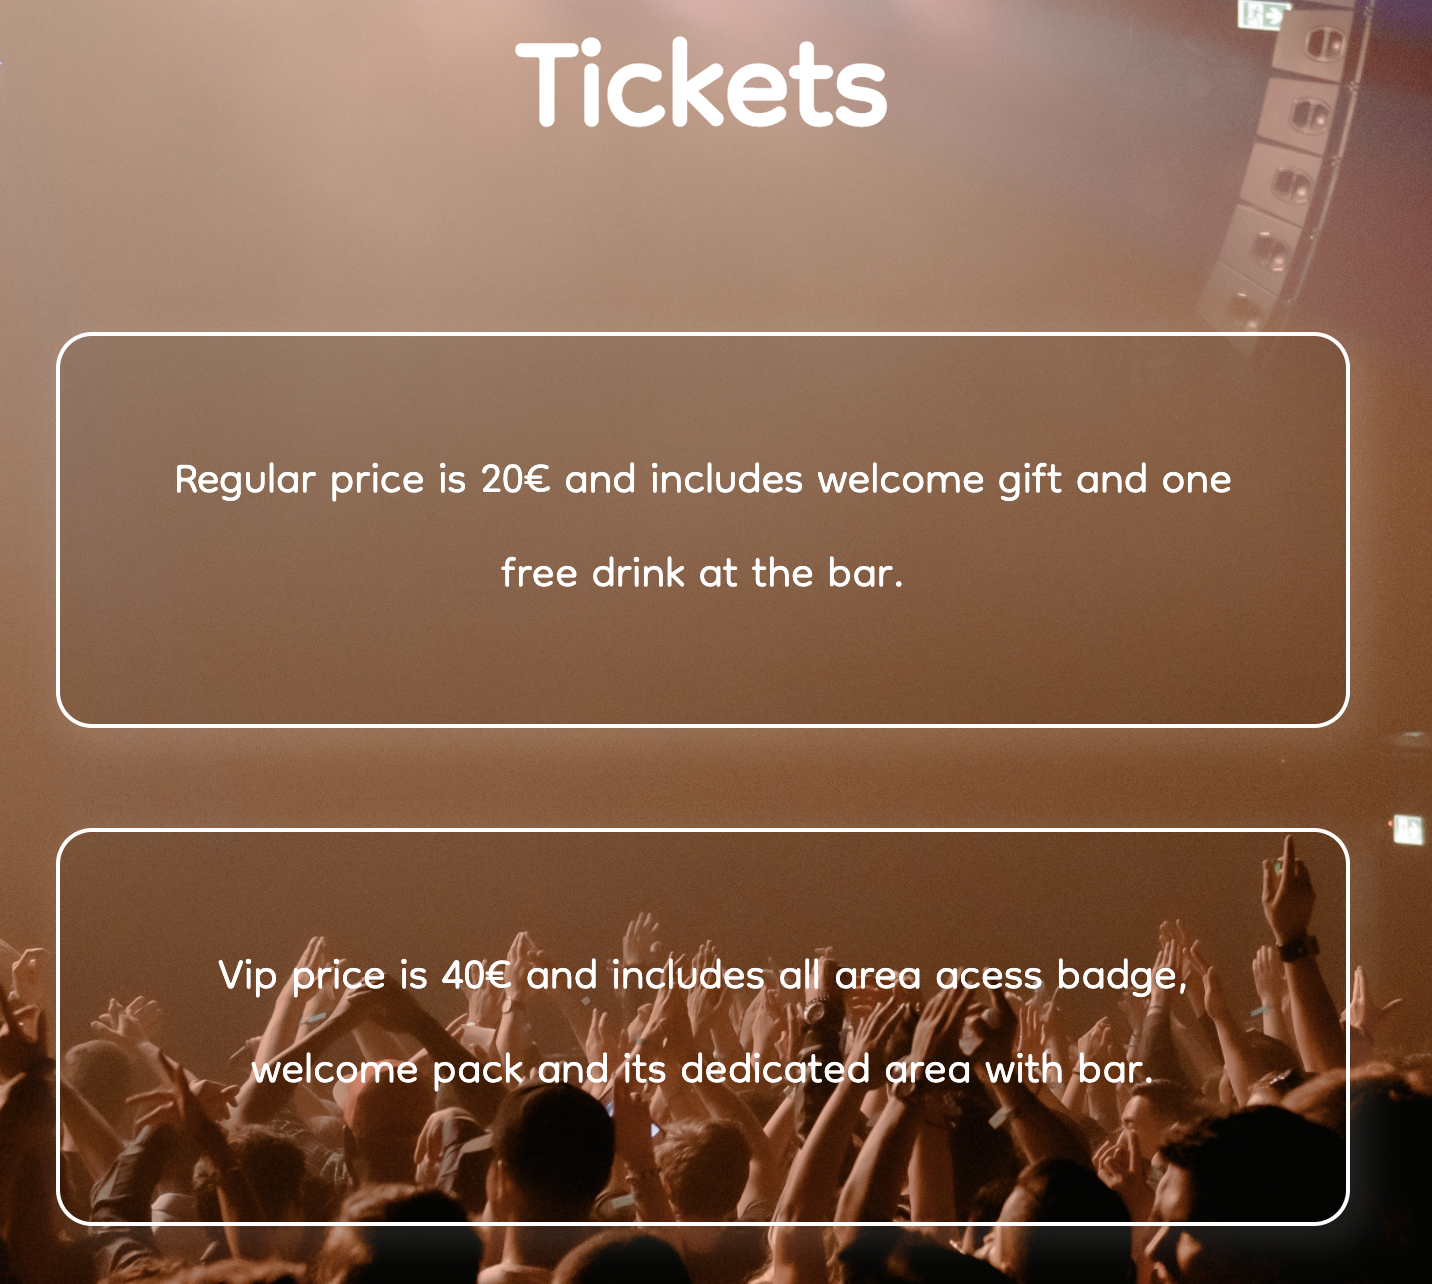 Tickets
Regular price is 20€ and includes welcome gift and one
free drink at the bar.
Vip price is 40€ and includes all area acess badge,
welcome pack and its dedicated area with bar.